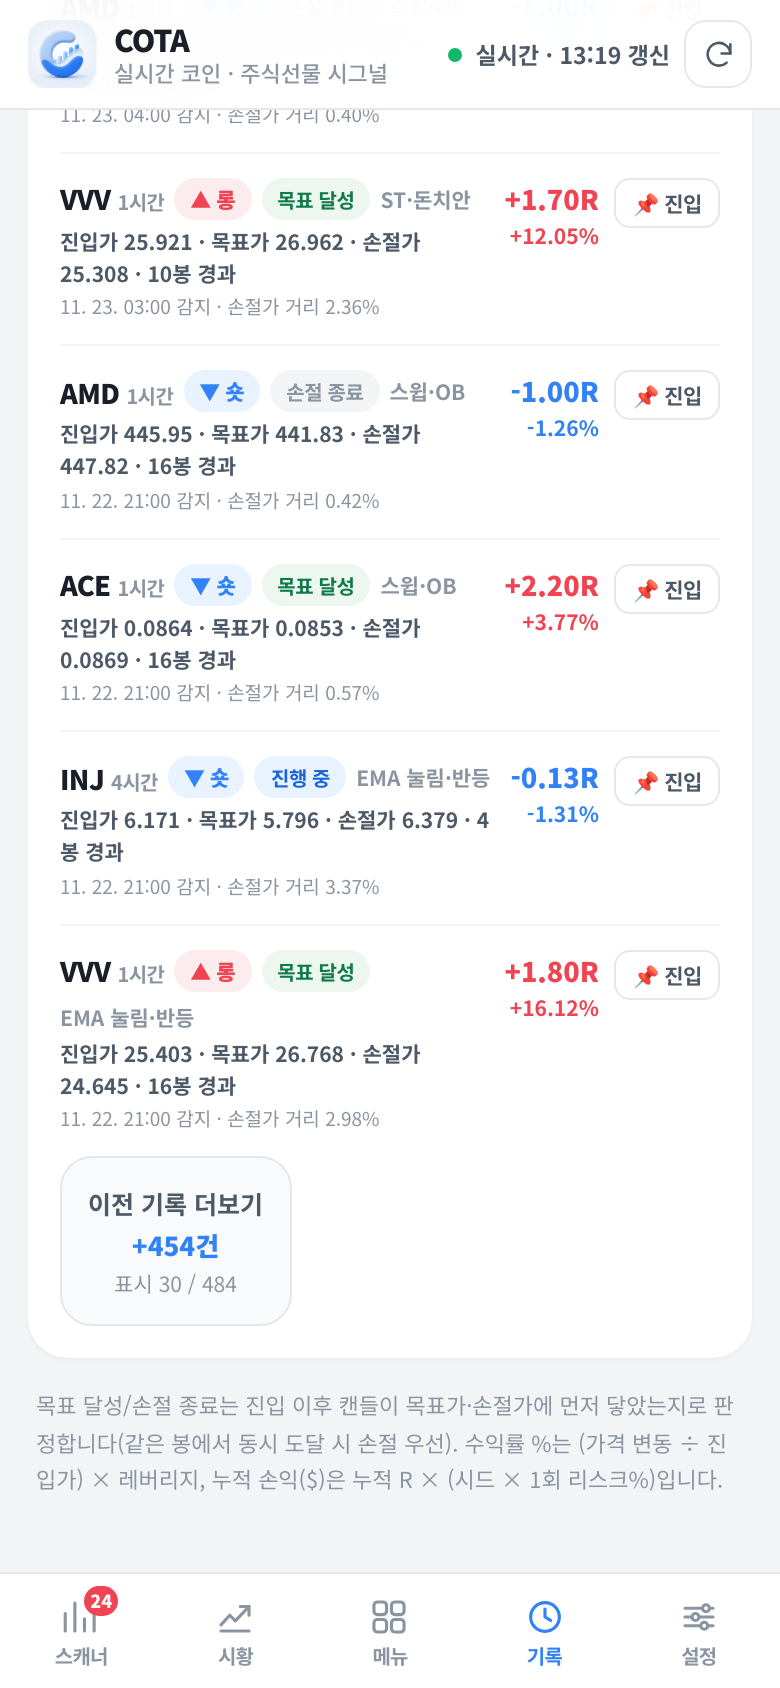 COTA
실시간 코인 · 주식선물 시그널
실시간 · 13:19 갱신
11. 23. 04:00 감지 · 손절가 거리 0.40%
VVV 1시간 ▲ 롱 목표 달성 ST·돈치안 +1.70R 📌 진입
+12.05%
진입가 25.921 · 목표가 26.962 · 손절가
25.308 · 10봉 경과
11. 23. 03:00 감지 · 손절가 거리 2.36%
AMD 1시간 ▼ 숏 손절 종료 스윕·OB -1.00R 📌 진입
-1.26%
진입가 445.95 · 목표가 441.83 · 손절가
447.82 · 16봉 경과
11. 22. 21:00 감지 · 손절가 거리 0.42%
ACE 1시간 ▼ 숏 목표 달성 스윕·OB +2.20R 📌 진입
+3.77%
진입가 0.0864 · 목표가 0.0853 · 손절가
0.0869 · 16봉 경과
11. 22. 21:00 감지 · 손절가 거리 0.57%
INJ 4시간 ▼ 숏 진행 중 EMA 눌림·반등 -0.13R 📌 진입
-1.31%
진입가 6.171 · 목표가 5.796 · 손절가 6.379 · 4
봉 경과
11. 22. 21:00 감지 · 손절가 거리 3.37%
VVV 1시간 ▲ 롱 목표 달성 +1.80R 📌 진입
+16.12%
EMA 눌림·반등
진입가 25.403 · 목표가 26.768 · 손절가
24.645 · 16봉 경과
11. 22. 21:00 감지 · 손절가 거리 2.98%
이전 기록 더보기
+454건
표시 30 / 484
목표 달성/손절 종료는 진입 이후 캔들이 목표가·손절가에 먼저 닿았는지로 판
정합니다(같은 봉에서 동시 도달 시 손절 우선). 수익률 %는 (가격 변동 ÷ 진
입가) × 레버리지, 누적 손익($)은 누적 R × (시드 × 1회 리스크%)입니다.
24
스캐너 시황 메뉴 기록 설정